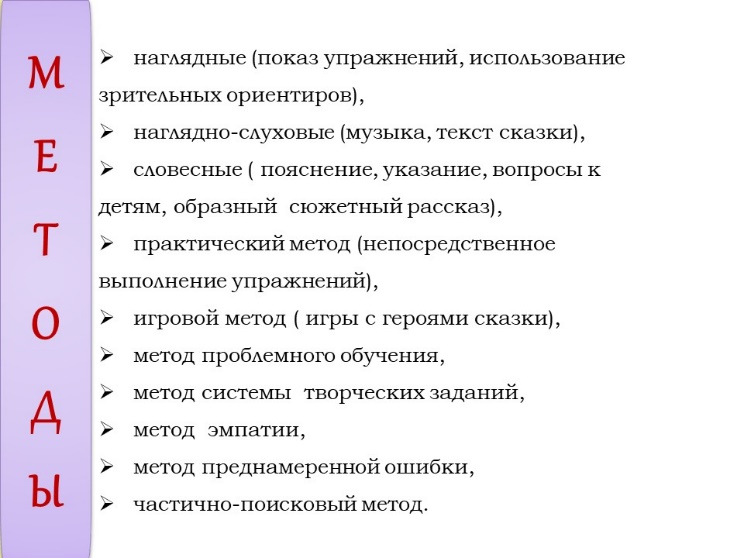 МЕТОДЫ
➢ наглядные (показ упражнений, использование
зрительных ориентиров),
➢ наглядно-слуховые (музыка, текст сказки),
➢ словесные ( пояснение, указание, вопросы к
детям, образный сюжетный рассказ),
➢ практический метод (непосредственное
выполнение упражнений),
➢ игровой метод ( игры с героями сказки),
➢ метод проблемного обучения,
➢ метод системы творческих заданий,
➢ метод эмпатии,
➢ метод преднамеренной ошибки,
➢ частично-поисковый метод.